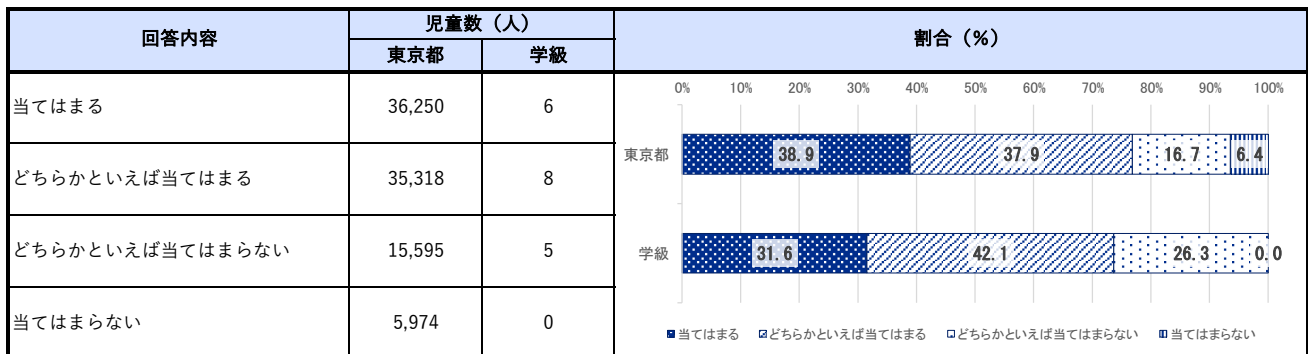 回答内容 児童数（人） 割合（％）
東京都 学級
当てはまる 36,250 6
どちらかといえば当てはまる 35,318 8
どちらかといえば当てはまらない 15,595 5
当てはまらない 5,974 0
0% 10% 20% 30% 40% 50% 60% 70% 80% 90% 100%
東京都 38.9 37.9 16.7 6.4
学級 31.6 42.1 26.3 0.0
当てはまる どちらかといえば当てはまる どちらかといえば当てはまらない 当てはまらない